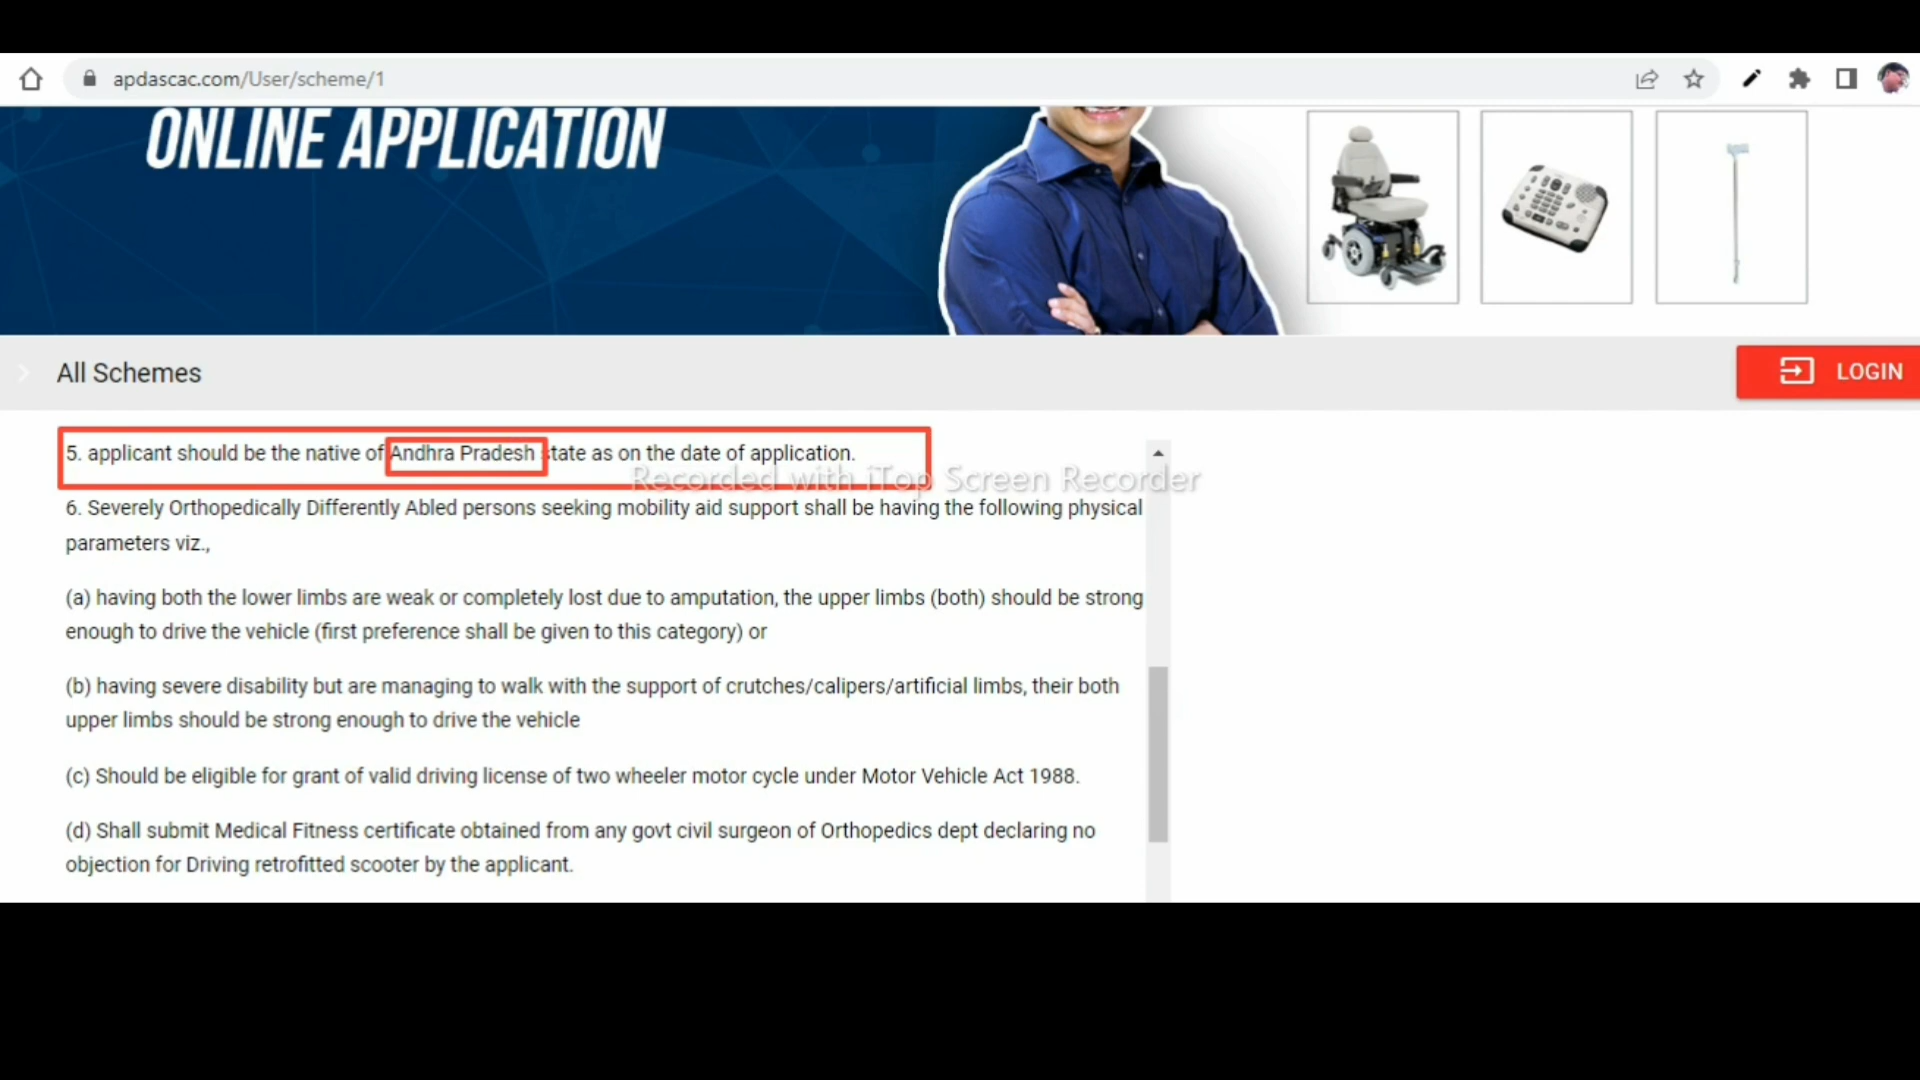 apdascac.com/User/scheme/1
ONLINE APPLICATION
All Schemes
LOGIN
5. applicant should be the native of Andhra Pradesh state as on the date of application.
Recorded with iTop Screen Recorder
6. Severely Orthopedically Differently Abled persons seeking mobility aid support shall be having the following physical
parameters viz.,
(a) having both the lower limbs are weak or completely lost due to amputation, the upper limbs (both) should be strong
enough to drive the vehicle (first preference shall be given to this category) or
(b) having severe disability but are managing to walk with the support of crutches/calipers/artificial limbs, their both
upper limbs should be strong enough to drive the vehicle
(c) Should be eligible for grant of valid driving license of two wheeler motor cycle under Motor Vehicle Act 1988.
(d) Shall submit Medical Fitness certificate obtained from any govt civil surgeon of Orthopedics dept declaring no
objection for Driving retrofitted scooter by the applicant.